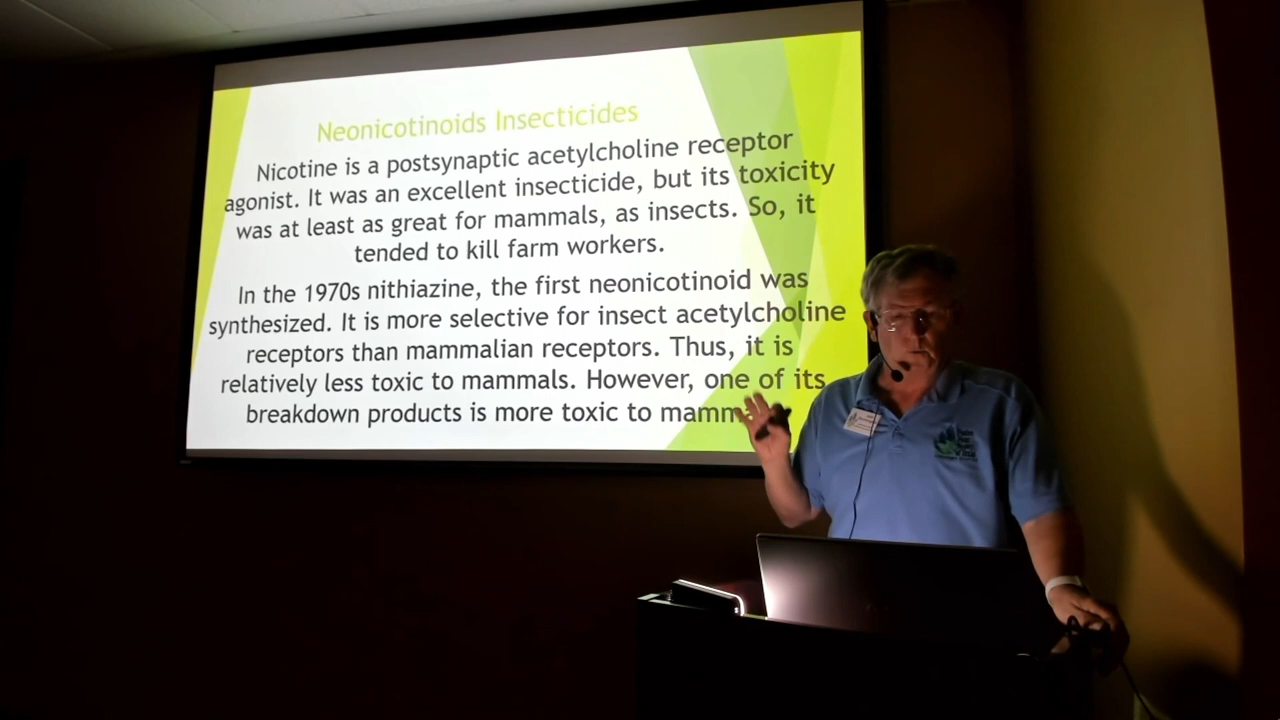 Neonicotinoids Insecticides
Nicotine is a postsynaptic acetylcholine receptor
agonist. It was an excellent insecticide, but its toxicity
was at least as great for mammals, as insects. So, it
tended to kill farm workers.
In the 1970s nithiazine, the first neonicotinoid was
synthesized. It is more selective for insect acetylcholine
receptors than mammalian receptors. Thus, it is
relatively less toxic to mammals. However, one of its
breakdown products is more toxic to